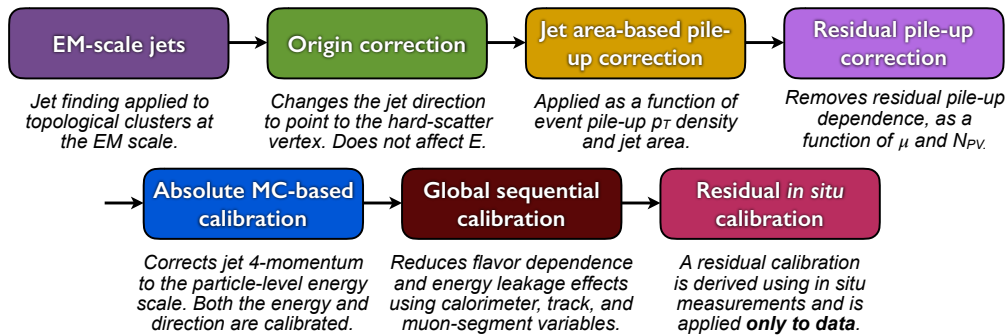 EM-scale jets
Jet finding applied to
topological clusters at
the EM scale.
Origin correction
Changes the jet direction
to point to the hard-scatter
vertex. Does not affect E.
Jet area-based pile-
up correction
Applied as a function of
event pile-up pT density
and jet area.
Residual pile-up
correction
Removes residual pile-up
dependence, as a
function of μ and NPV.
Absolute MC-based
calibration
Corrects jet 4-momentum
to the particle-level energy
scale. Both the energy and
direction are calibrated.
Global sequential
calibration
Reduces flavor dependence
and energy leakage effects
using calorimeter, track, and
muon-segment variables.
Residual in situ
calibration
A residual calibration
is derived using in situ
measurements and is
applied only to data.